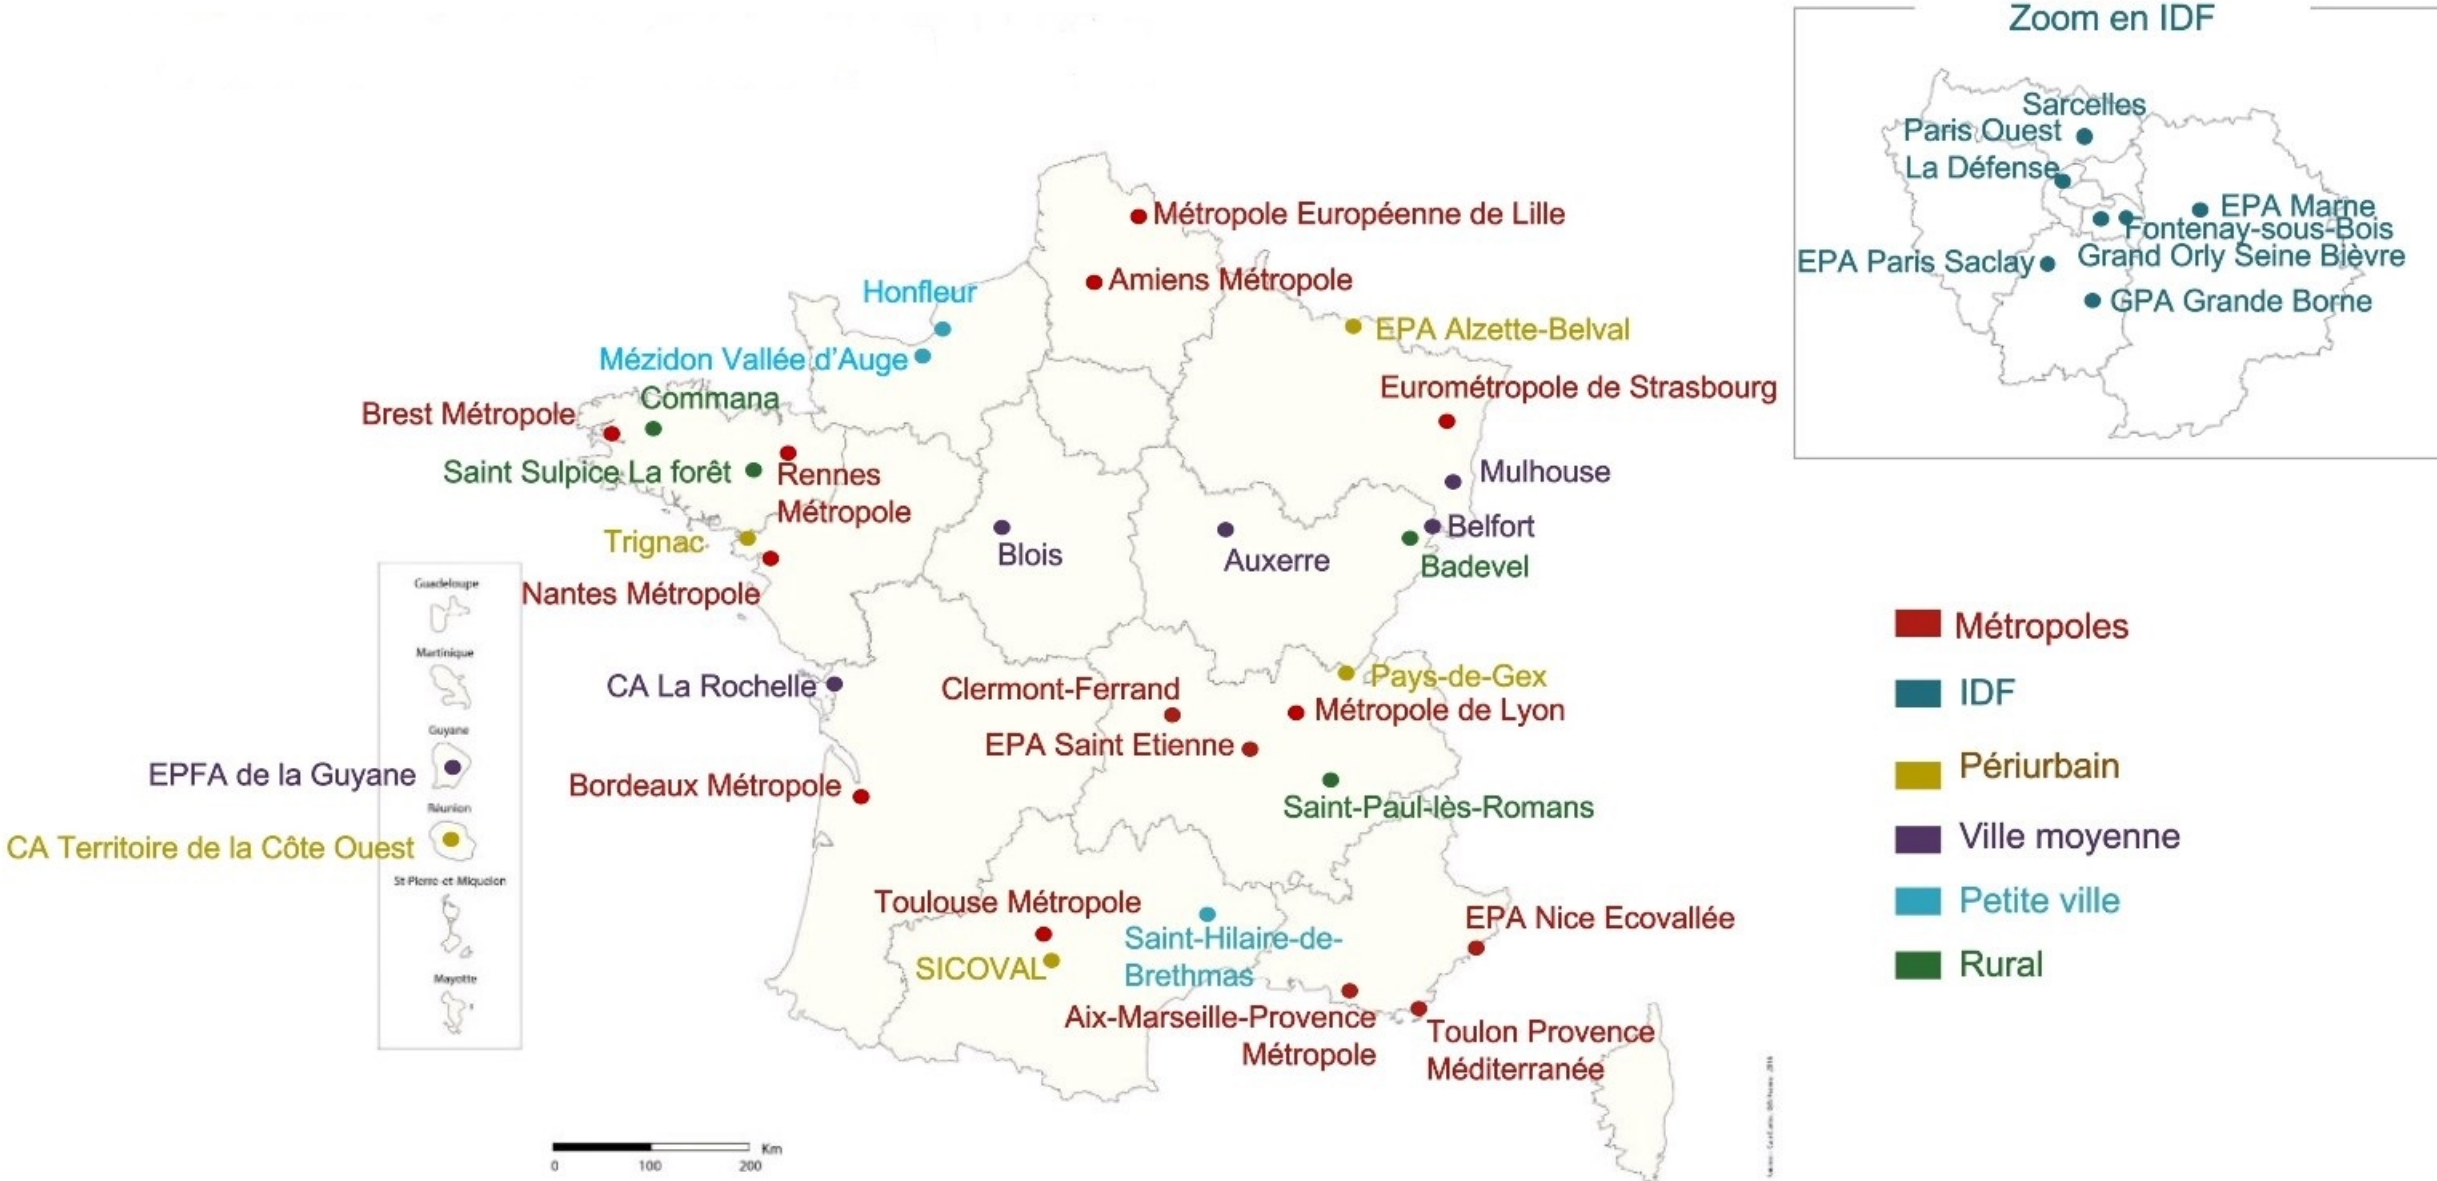 Zoom en IDF
Sarcelles
Paris Ouest
La Défense
EPA Marne
Fontenay-sous-Bois
Grand Orly Seine Bièvre
EPA Paris Saclay
GPA Grande Borne
Métropole Européenne de Lille
Amiens Métropole
Honfleur
EPA Alzette-Belval
Mézidon Vallée d'Auge
Eurométropole de Strasbourg
Commana
Brest Métropole
Saint Sulpice La forêt
Rennes
Métropole
Mulhouse
Trignac
Blois
Auxerre
Belfort
Badevel
Nantes Métropole
Guadeloupe
Martinique
Guyane
EPFA de la Guyane
Réunion
CA Territoire de la Côte Ouest
St-Pierre-et-Miquelon
Mayotte
CA La Rochelle
Clermont-Ferrand
Pays-de-Gex
Métropole de Lyon
EPA Saint Etienne
Bordeaux Métropole
Saint-Paul-lès-Romans
Toulouse Métropole
SICOVAL
Saint-Hilaire-de-
Brethmas
EPA Nice Ecovallée
Aix-Marseille-Provence
Métropole
Toulon Provence
Méditerranée
Métropoles
IDF
Périurbain
Ville moyenne
Petite ville
Rural
Km
0 100 200